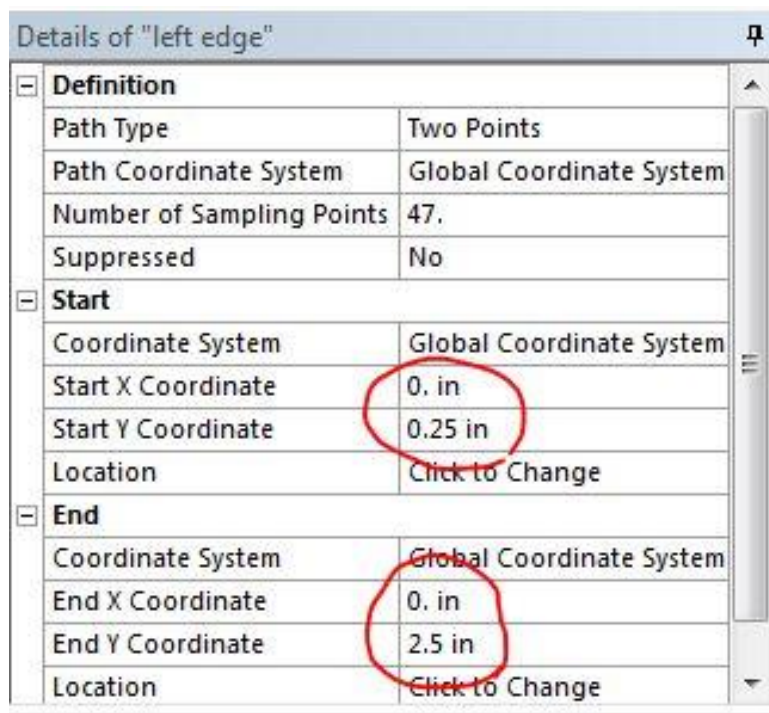 Details of "left edge"
Definition
Path Type Two Points
Path Coordinate System Global Coordinate System
Number of Sampling Points 47.
Suppressed No
Start
Coordinate System Global Coordinate System
Start X Coordinate 0. in
Start Y Coordinate 0.25 in
Location Click to Change
End
Coordinate System Global Coordinate System
End X Coordinate 0. in
End Y Coordinate 2.5 in
Location Click to Change